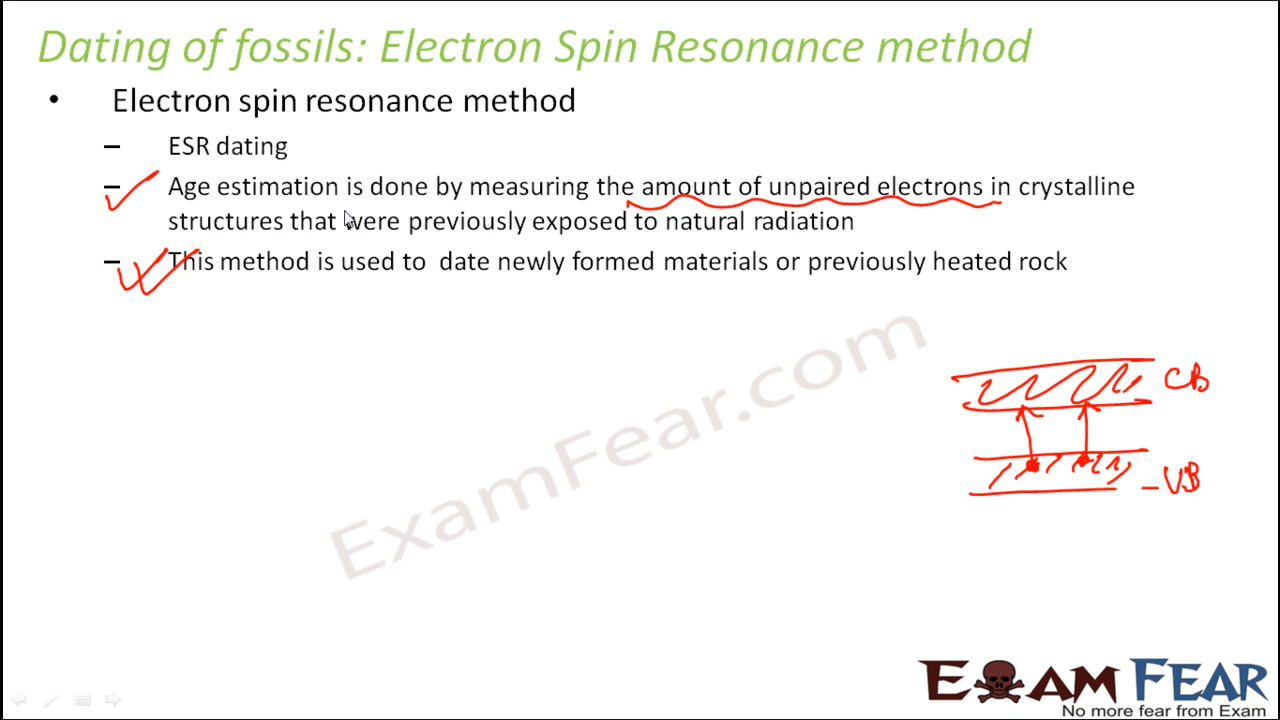 Dating of fossils: Electron Spin Resonance method
• Electron spin resonance method
– ESR dating
– Age estimation is done by measuring the amount of unpaired electrons in crystalline
structures that were previously exposed to natural radiation
– This method is used to date newly formed materials or previously heated rock
ExamFear.com
CB
VB
EXAM FEAR
No more fear from Exam